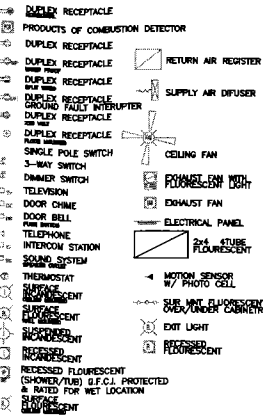 DUPLEX RECEPTACLE
PRODUCTS OF COMBUSTION DETECTOR
DUPLEX RECEPTACLE
DUPLEX RECEPTACLE
DUPLEX RECEPTACLE
DUPLEX RECEPTACLE
GROUND FAULT INTERUPTER
DUPLEX RECEPTACLE
DUPLEX RECEPTACLE
SINGLE POLE SWITCH
3-WAY SWITCH
DIMMER SWITCH
TELEVISION
DOOR CHIME
DOOR BELL
TELEPHONE
INTERCOM STATION
SOUND SYSTEM
THERMOSTAT
SURFACE
INCANDESCENT
SURFACE
FLOURESCENT
SUSPENDED
INCANDESCENT
RECESSED
INCANDESCENT
RECESSED FLOURESCENT
(SHOWER/TUB) G.F.C.I. PROTECTED
& RATED FOR WET LOCATION
SURFACE
FLOURESCENT
RETURN AIR REGISTER
SUPPLY AIR DIFUSER
CEILING FAN
EXHAUST FAN WITH
FLUORESCENT LIGHT
EXHAUST FAN
ELECTRICAL PANEL
2x4 4TUBE
FLOURESCENT
MOTION SENSOR
W/ PHOTO CELL
SUR MNT FLUORESCENT
OVER/UNDER CABINETRY
EXIT LIGHT
RECESSED
FLOURESCENT